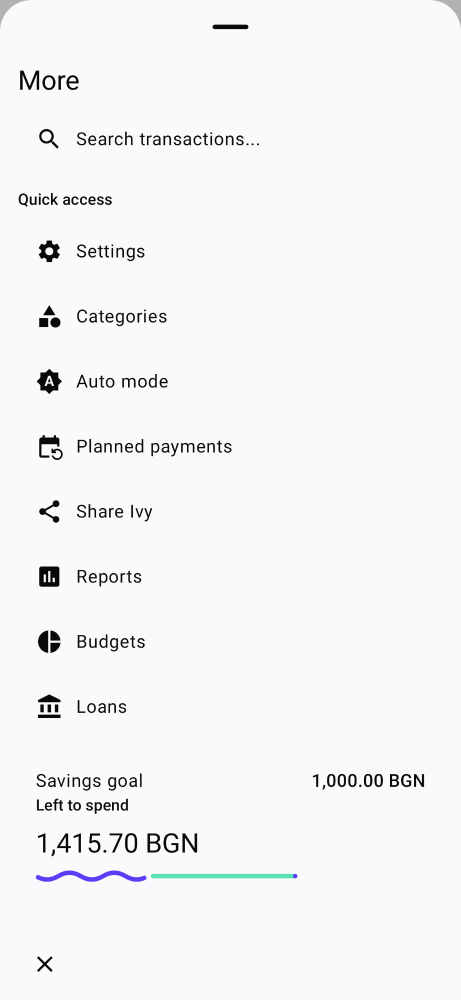 More
Search transactions...
Quick access
Settings
Categories
A
Auto mode
Planned payments
Share Ivy
Reports
Budgets
Loans
Savings goal 1,000.00 BGN
Left to spend
1,415.70 BGN